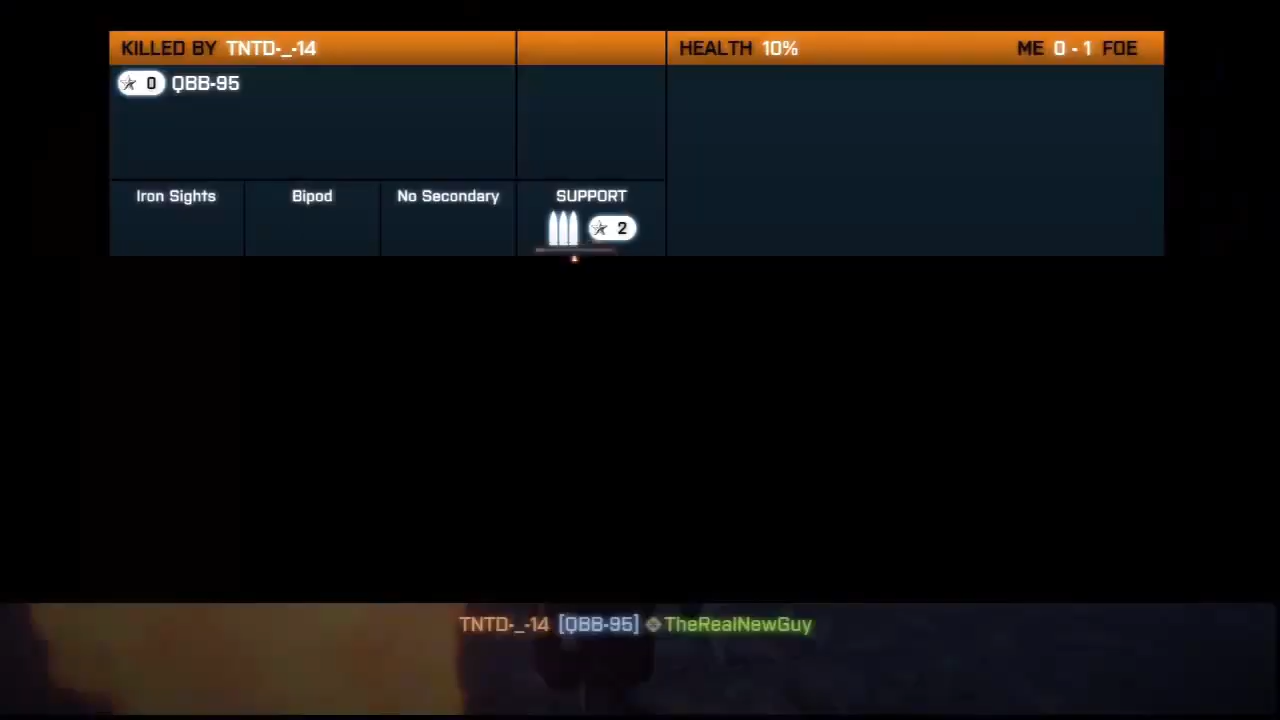 KILLED BY TNTD-_-14
HEALTH 10%
ME 0 - 1 FOE
0 QBB-95
Iron Sights
Bipod
No Secondary
SUPPORT
2
TNTD-_-14 [QBB-95] TheRealNewGuy